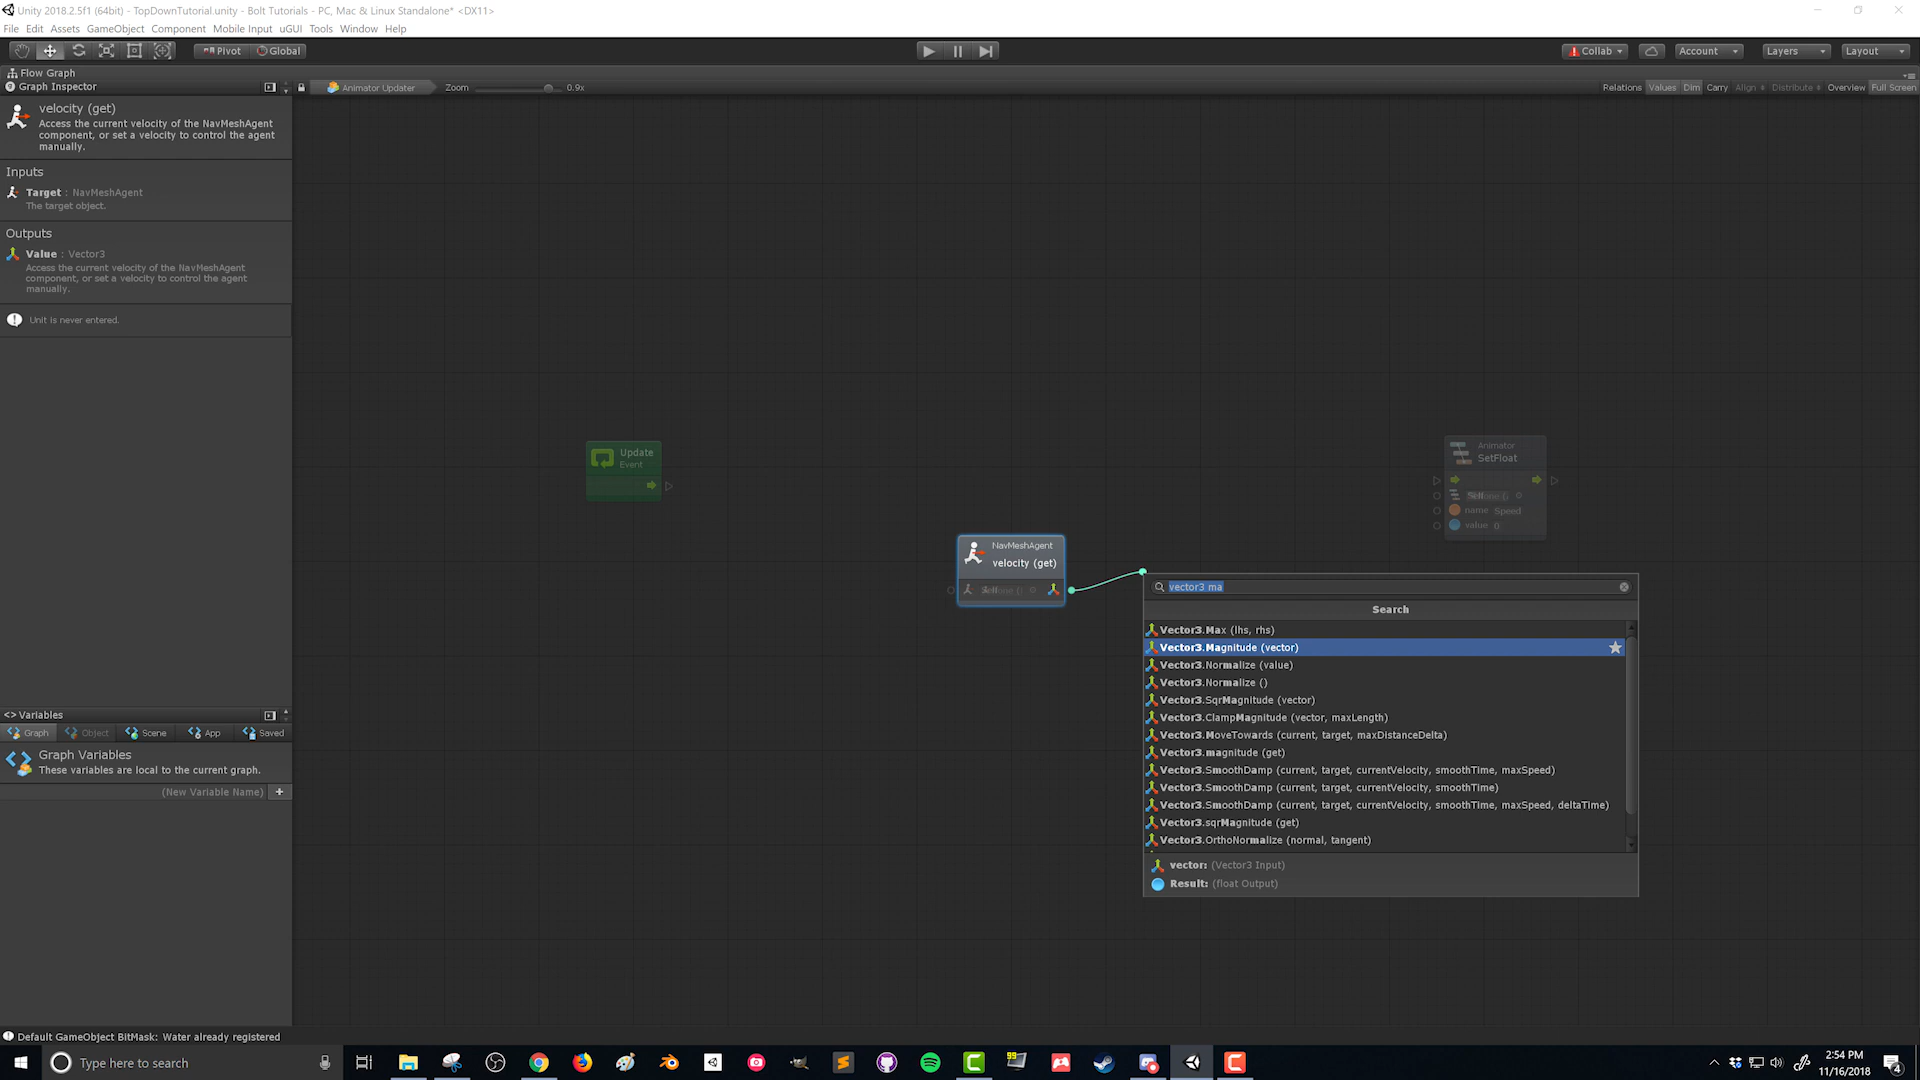 Unity 2018.2.5f1 (64bit) - TopDownTutorial.unity - Bolt Tutorials - PC, Mac & Linux Standalone* <DX11>
File Edit Assets GameObject Component Mobile Input uGUI Tools Window Help
Pivot Global Collab Account Layers Layout
Flow Graph
Graph Inspector Animator Updater Zoom 0.9x Relations Values Dim Carry Align Distribute Overview Full Screen
velocity (get)
Access the current velocity of the NavMeshAgent
component, or set a velocity to control the agent
manually.
Inputs
Target : NavMeshAgent
The target object.
Outputs
Value : Vector3
Access the current velocity of the NavMeshAgent
component, or set a velocity to control the agent
manually.
Unit is never entered.
Update
Event
Animator
SetFloat
name Speed
value 0
NavMeshAgent
velocity (get)
vector3 ma
Search
Vector3.Max (lhs, rhs)
Vector3.Magnitude (vector)
Vector3.Normalize (value)
Vector3.Normalize ()
Vector3.SqrMagnitude (vector)
Vector3.ClampMagnitude (vector, maxLength)
Vector3.MoveTowards (current, target, maxDistanceDelta)
Vector3.magnitude (get)
Vector3.SmoothDamp (current, target, currentVelocity, smoothTime, maxSpeed)
Vector3.SmoothDamp (current, target, currentVelocity, smoothTime)
Vector3.SmoothDamp (current, target, currentVelocity, smoothTime, maxSpeed, deltaTime)
Vector3.sqrMagnitude (get)
Vector3.OrthoNormalize (normal, tangent)
vector: (Vector3 Input)
Result: (float Output)
<> Variables
Graph Object Scene App Saved
Graph Variables
These variables are local to the current graph.
(New Variable Name) +
Default GameObject BitMask: Water already registered
Type here to search
99
2:54 PM
11/16/2018
4